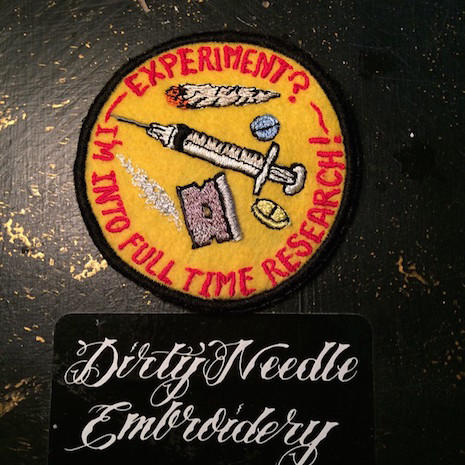 EXPERIMENT?
I'M INTO FULL TIME RESEARCH!
Dirty Needle
Embroidery